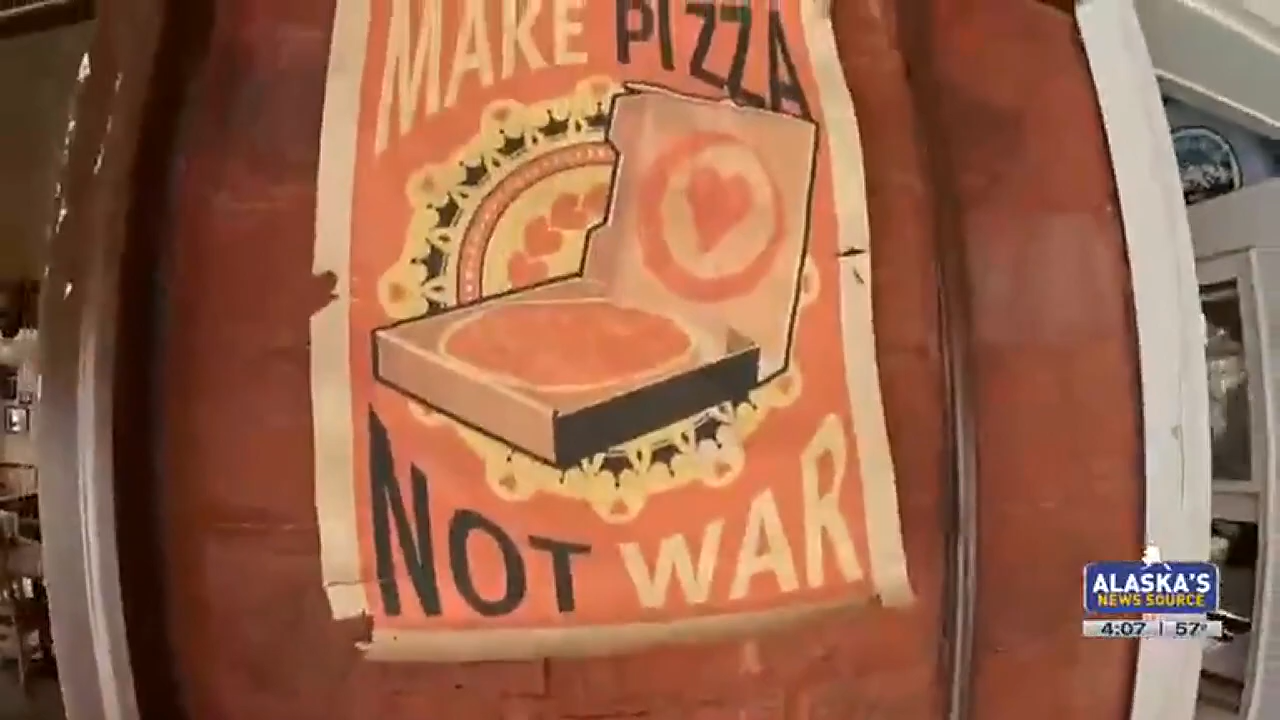 MAKE PIZZA
NOT WAR
ALASKA'S
NEWS SOURCE
4:07 | 57°